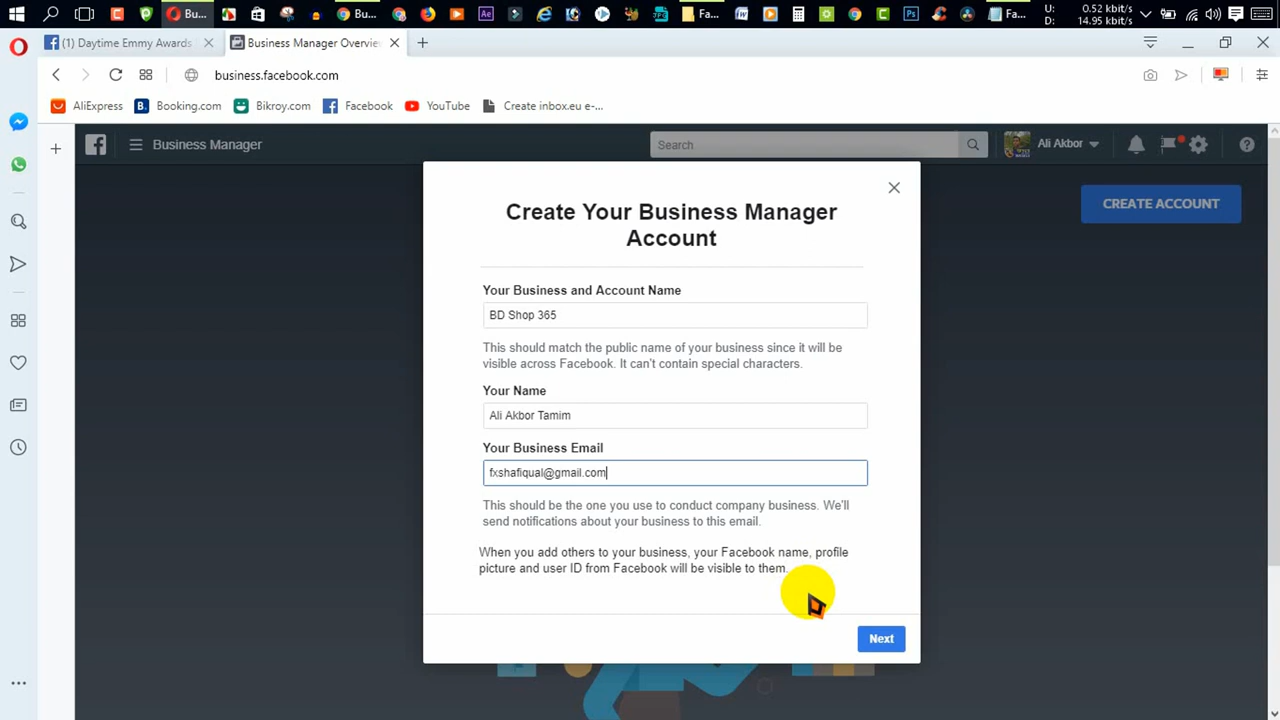 Bu...
Bu...
Fa...
Fa...
U: 0.52 kbit/s
D: 14.95 kbit/s
(1) Daytime Emmy Awards
Business Manager Overvie
business.facebook.com
AliExpress
Booking.com
Bikroy.com
Facebook
YouTube
Create inbox.eu e-...
Business Manager
Search
Ali Akbor
CREATE ACCOUNT
Create Your Business Manager
Account
Your Business and Account Name
BD Shop 365
This should match the public name of your business since it will be
visible across Facebook. It can't contain special characters.
Your Name
Ali Akbor Tamim
Your Business Email
fxshafiqual@gmail.com
This should be the one you use to conduct company business. We'll
send notifications about your business to this email.
When you add others to your business, your Facebook name, profile
picture and user ID from Facebook will be visible to them.
Next